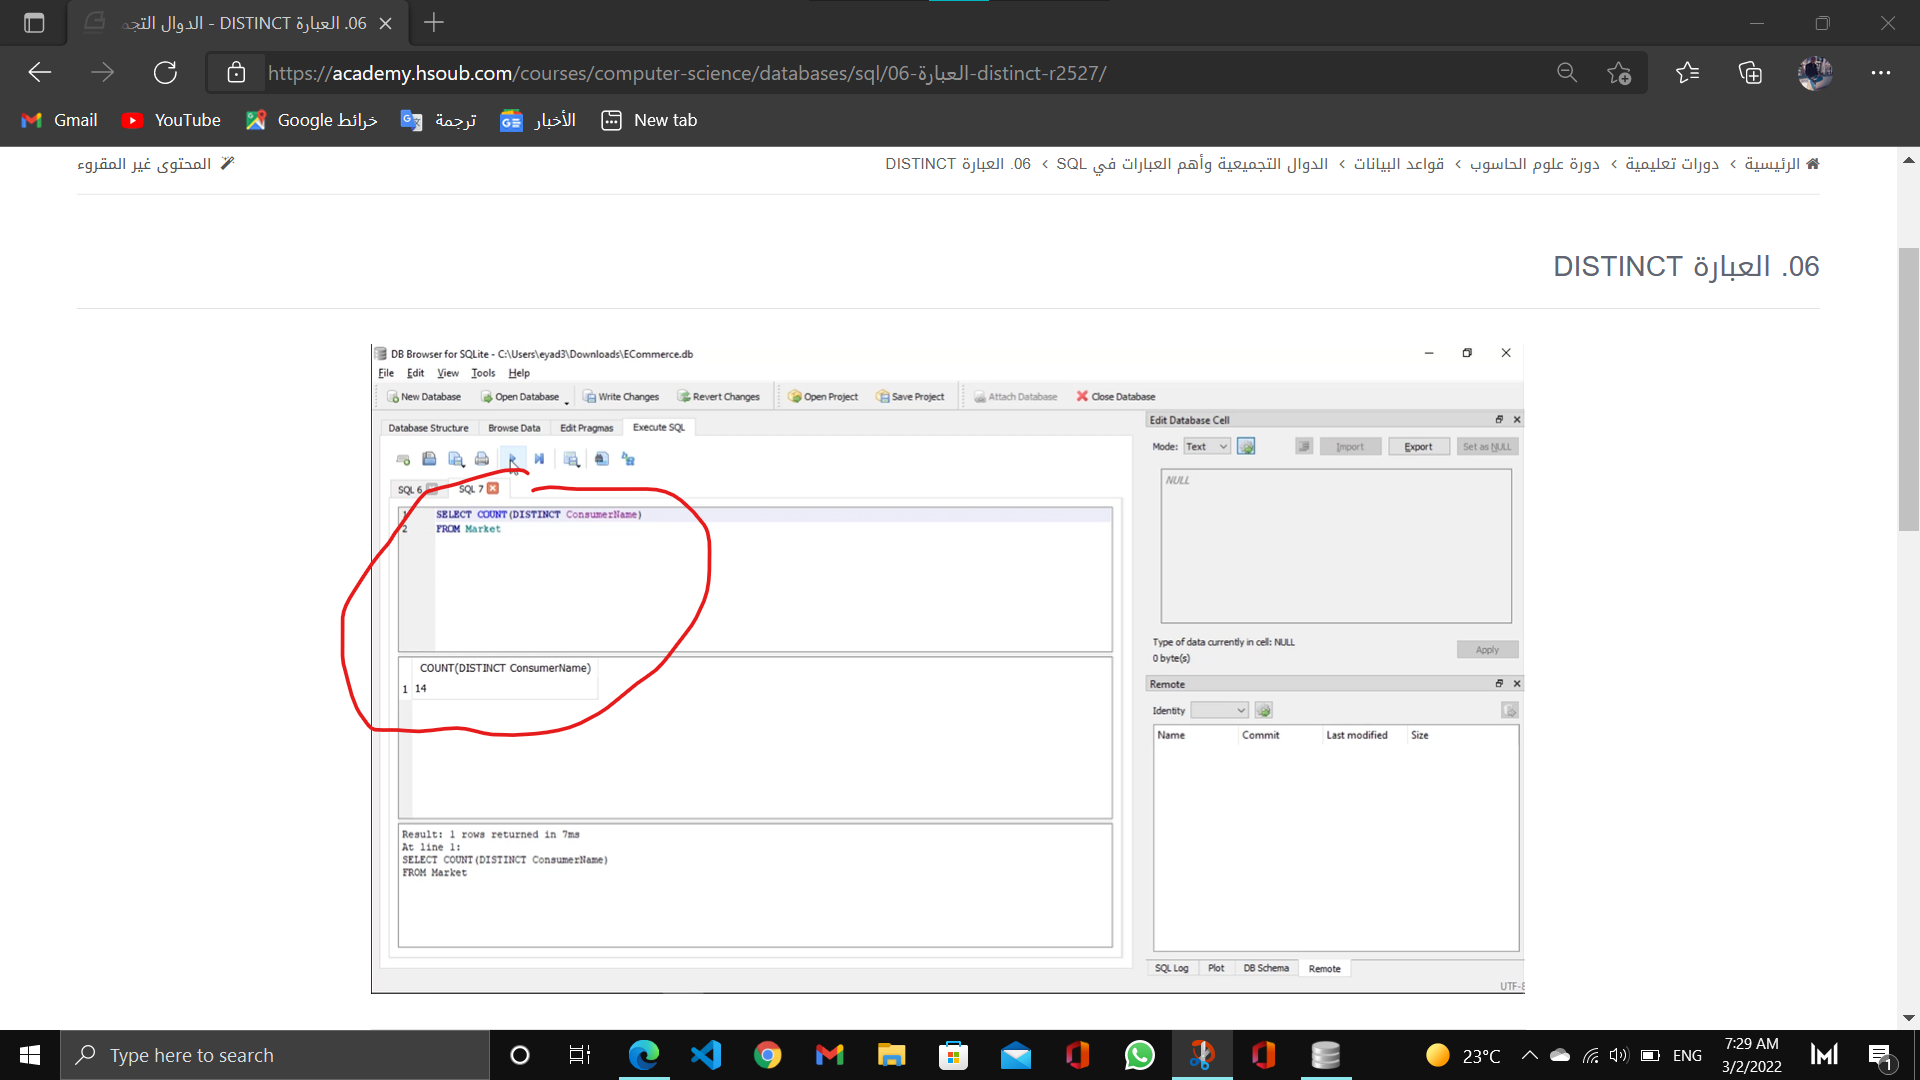 06. العبارة DISTINCT - الدوال التجم
https://academy.hsoub.com/courses/computer-science/databases/sql/06-العبارة-distinct-r2527/
Gmail
YouTube
خرائط Google
ترجمة
الأخبار
New tab
الرئيسية › دورات تعليمية › دورة علوم الحاسوب › قواعد البيانات › الدوال التجميعية وأهم العبارات في SQL › 06. العبارة DISTINCT
المحتوى غير المقروء
06. العبارة DISTINCT
DB Browser for SQLite - C:\Users\eyad3\Downloads\ECommerce.db
File Edit View Tools Help
New Database Open Database Write Changes Revert Changes Open Project Save Project Attach Database Close Database
Database Structure Browse Data Edit Pragmas Execute SQL
SQL 6 SQL 7
1 SELECT COUNT(DISTINCT ConsumerName)
2 FROM Market
COUNT(DISTINCT ConsumerName)
1 14
Result: 1 rows returned in 7ms
At line 1:
SELECT COUNT(DISTINCT ConsumerName)
FROM Market
Edit Database Cell
Mode: Text Import Export Set as NULL
NULL
Type of data currently in cell: NULL
0 byte(s)
Apply
Remote
Identity
Name Commit Last modified Size
SQL Log Plot DB Schema Remote
UTF-8
Type here to search
23°C
ENG
7:29 AM
3/2/2022
1